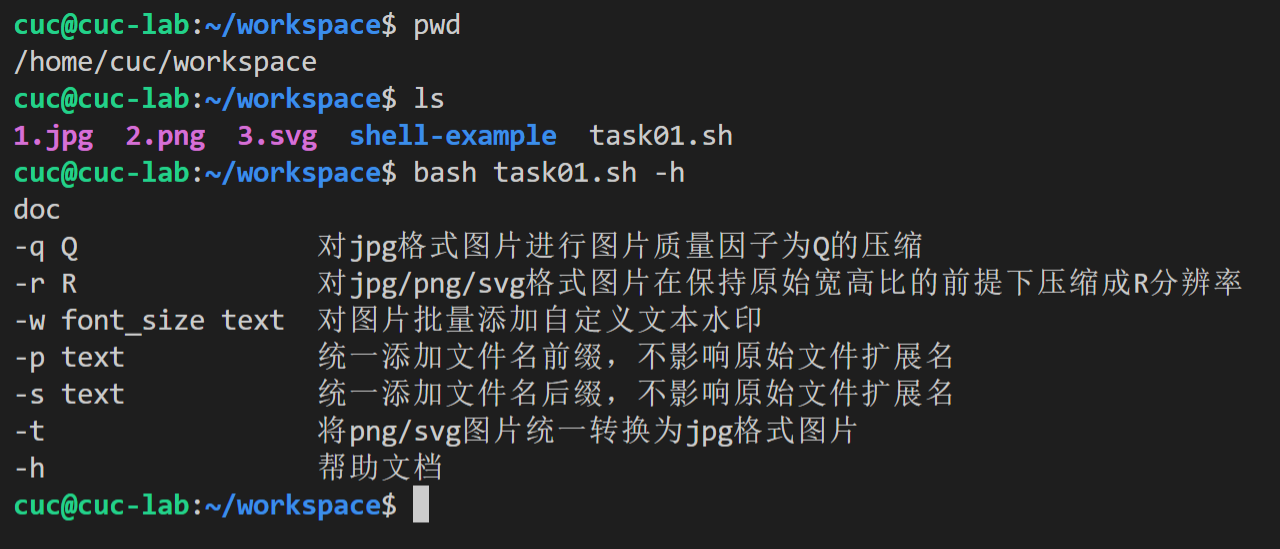 cuc@cuc-lab:~/workspace$ pwd
/home/cuc/workspace
cuc@cuc-lab:~/workspace$ ls
1.jpg  2.png  3.svg  shell-example  task01.sh
cuc@cuc-lab:~/workspace$ bash task01.sh -h
doc
-q Q               对jpg格式图片进行图片质量因子为Q的压缩
-r R               对jpg/png/svg格式图片在保持原始宽高比的前提下压缩成R分辨率
-w font_size text  对图片批量添加自定义文本水印
-p text            统一添加文件名前缀，不影响原始文件扩展名
-s text            统一添加文件名后缀，不影响原始文件扩展名
-t                 将png/svg图片统一转换为jpg格式图片
-h                 帮助文档
cuc@cuc-lab:~/workspace$